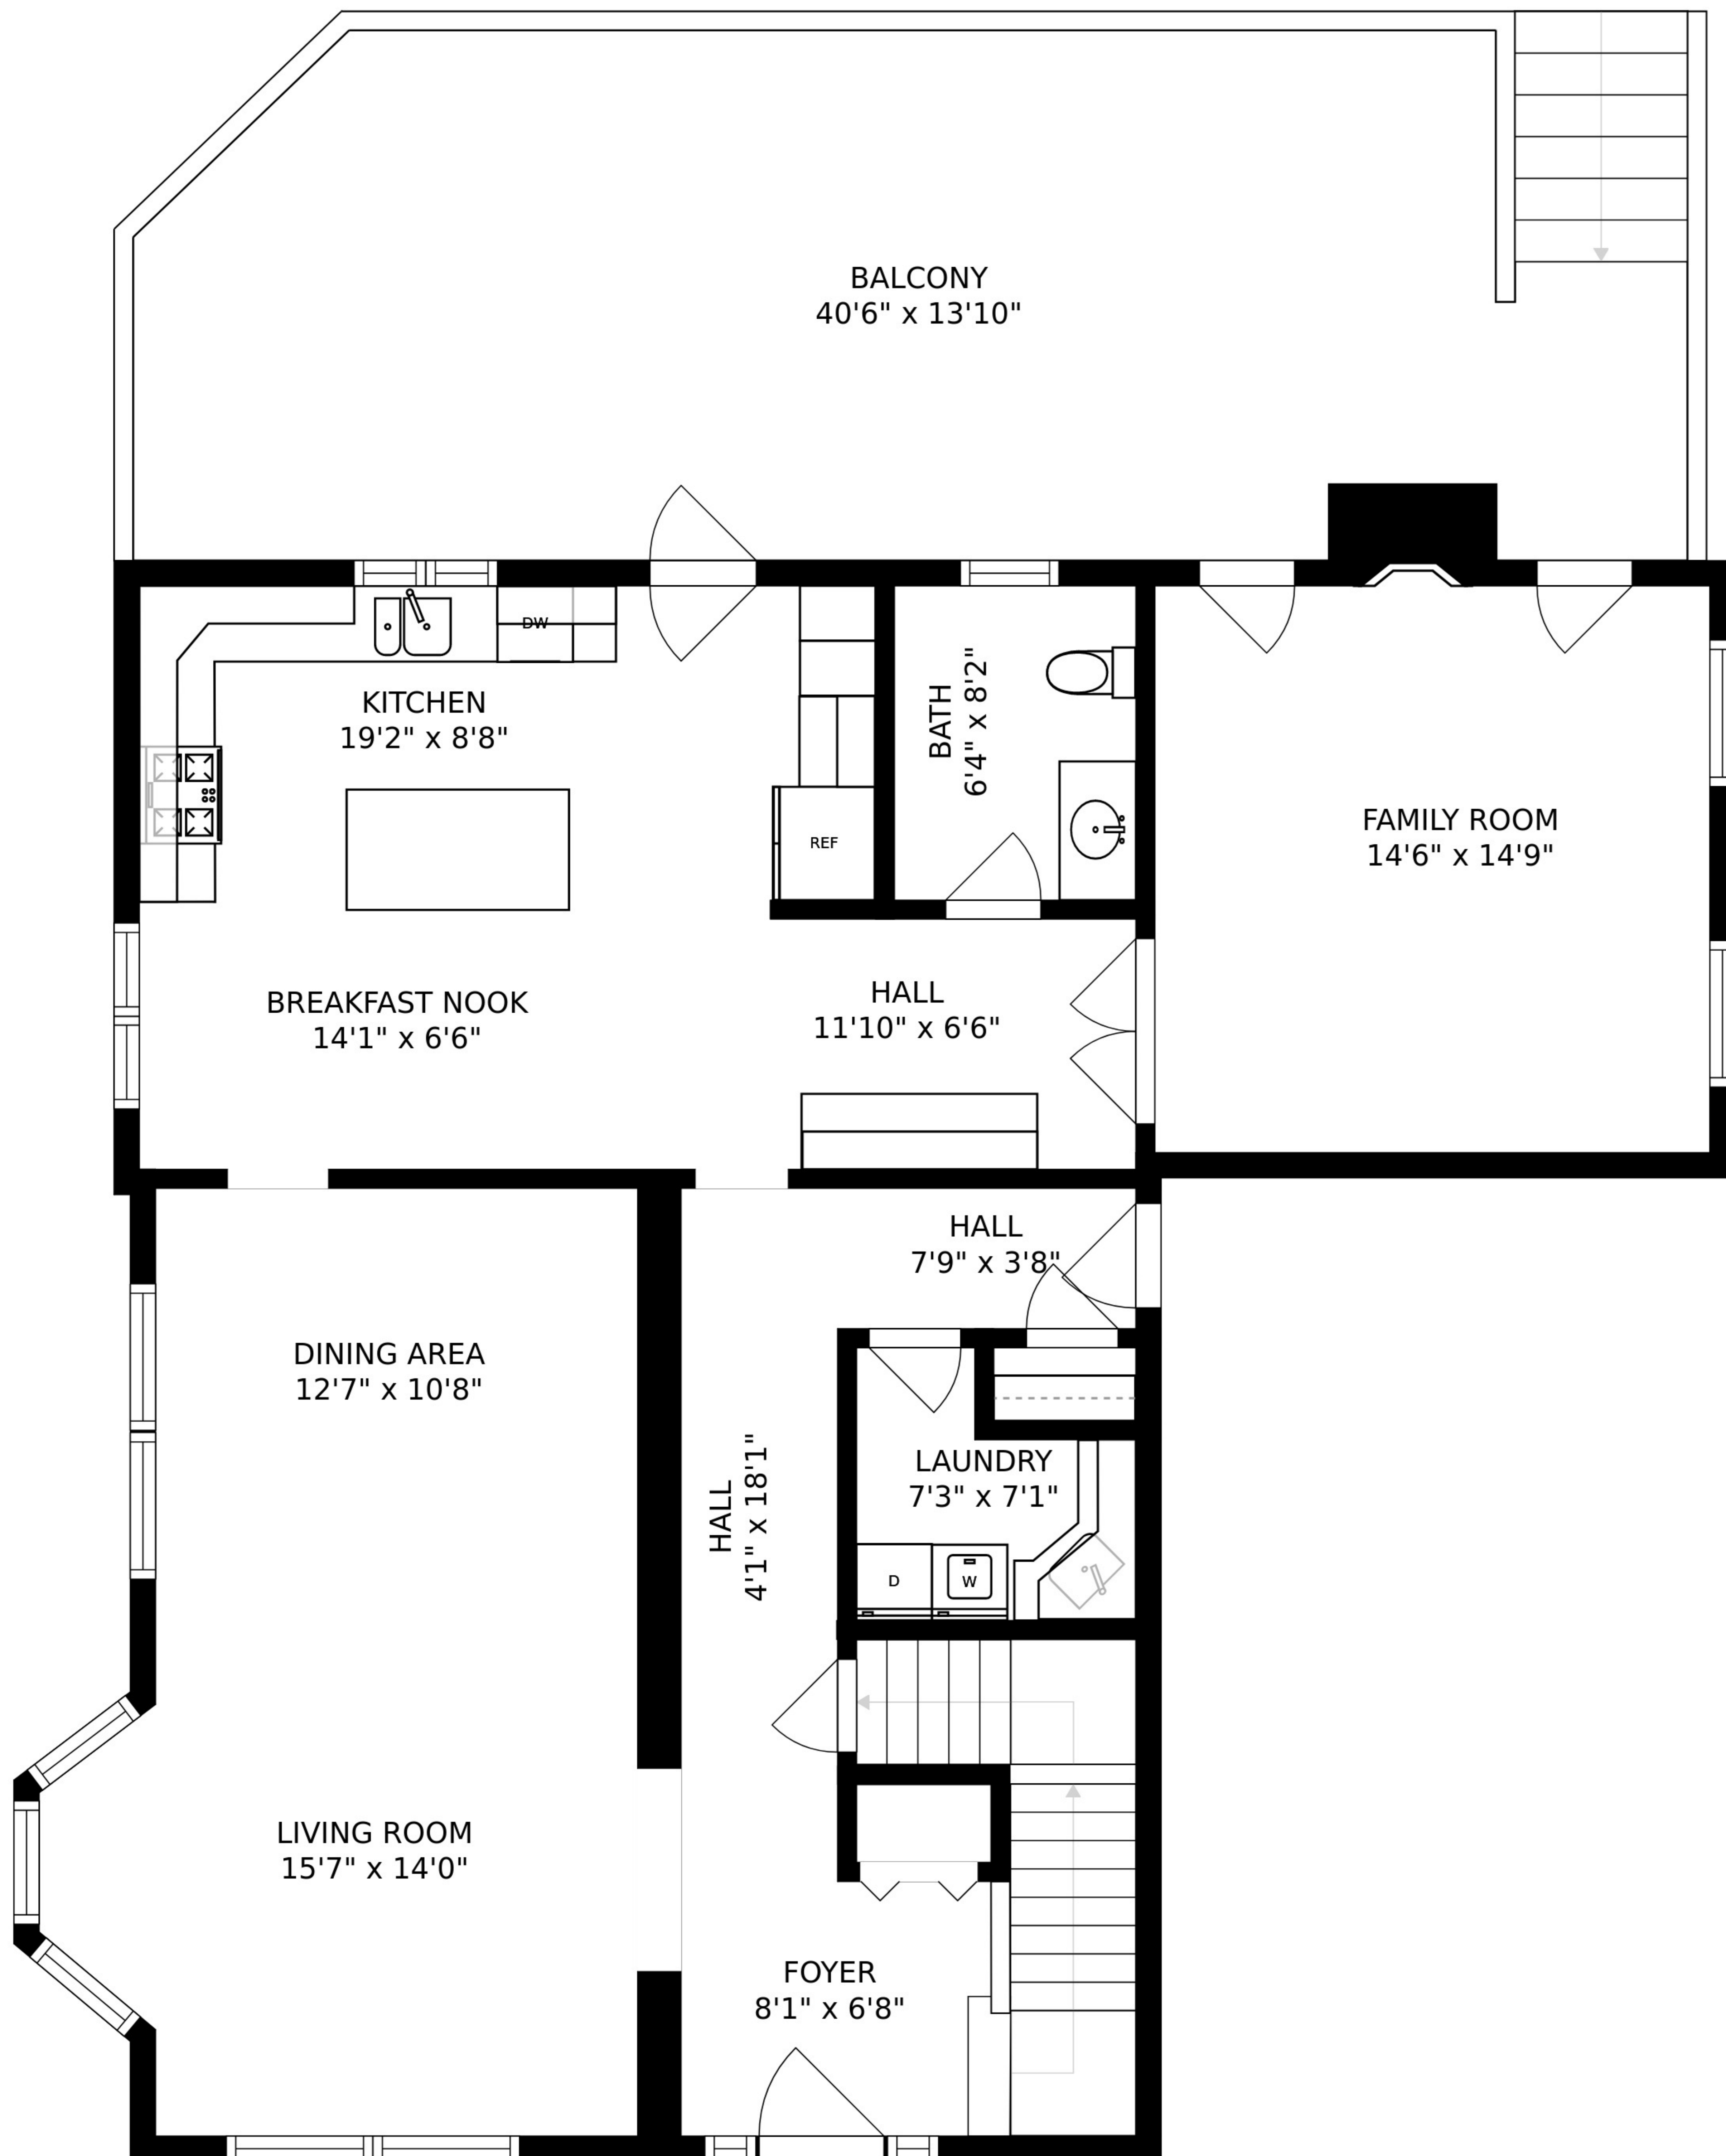 BALCONY
40'6" x 13'10"
DW
KITCHEN
19'2" x 8'8"
BATH
6'4" x 8'2"
REF
FAMILY ROOM
14'6" x 14'9"
BREAKFAST NOOK
14'1" x 6'6"
HALL
11'10" x 6'6"
HALL
7'9" x 3'8"
DINING AREA
12'7" x 10'8"
HALL
4'1" x 18'1"
LAUNDRY
7'3" x 7'1"
D
W
LIVING ROOM
15'7" x 14'0"
FOYER
8'1" x 6'8"